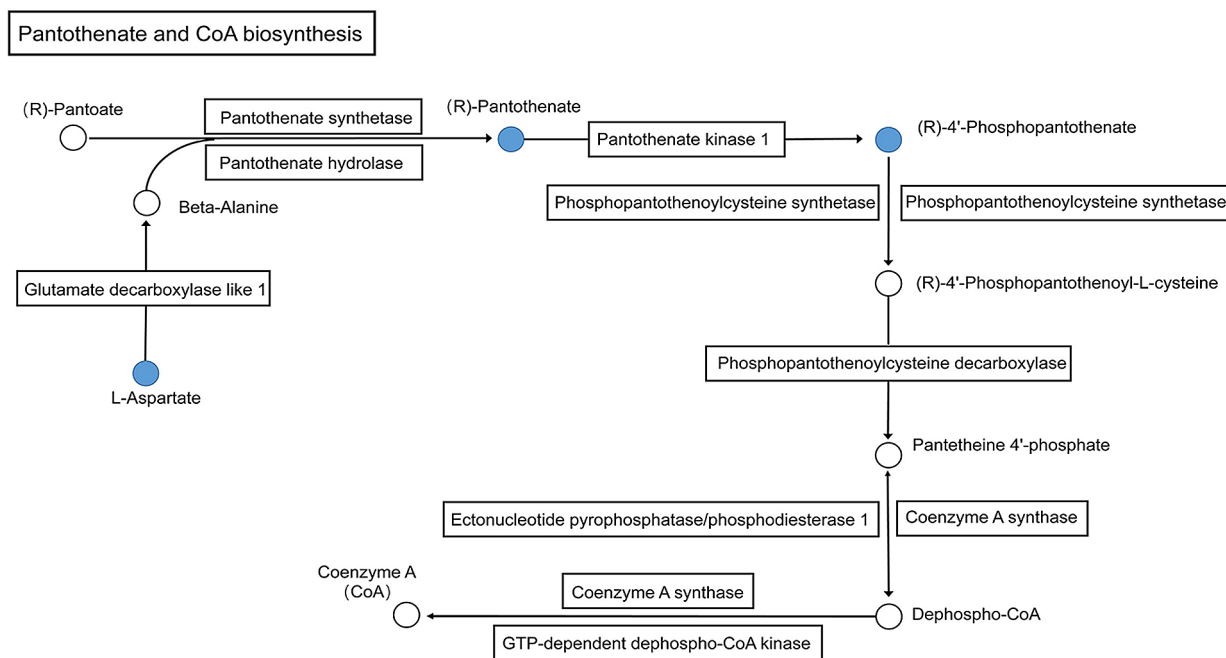 Pantothenate and CoA biosynthesis
(R)-Pantoate
Pantothenate synthetase
(R)-Pantothenate
Pantothenate kinase 1
(R)-4'-Phosphopantothenate
Pantothenate hydrolase
Beta-Alanine
Phosphopantothenoylcysteine synthetase
Phosphopantothenoylcysteine synthetase
Glutamate decarboxylase like 1
(R)-4'-Phosphopantothenoyl-L-cysteine
Phosphopantothenoylcysteine decarboxylase
L-Aspartate
Pantetheine 4'-phosphate
Ectonucleotide pyrophosphatase/phosphodiesterase 1
Coenzyme A synthase
Coenzyme A
(CoA)
Coenzyme A synthase
Dephospho-CoA
GTP-dependent dephospho-CoA kinase